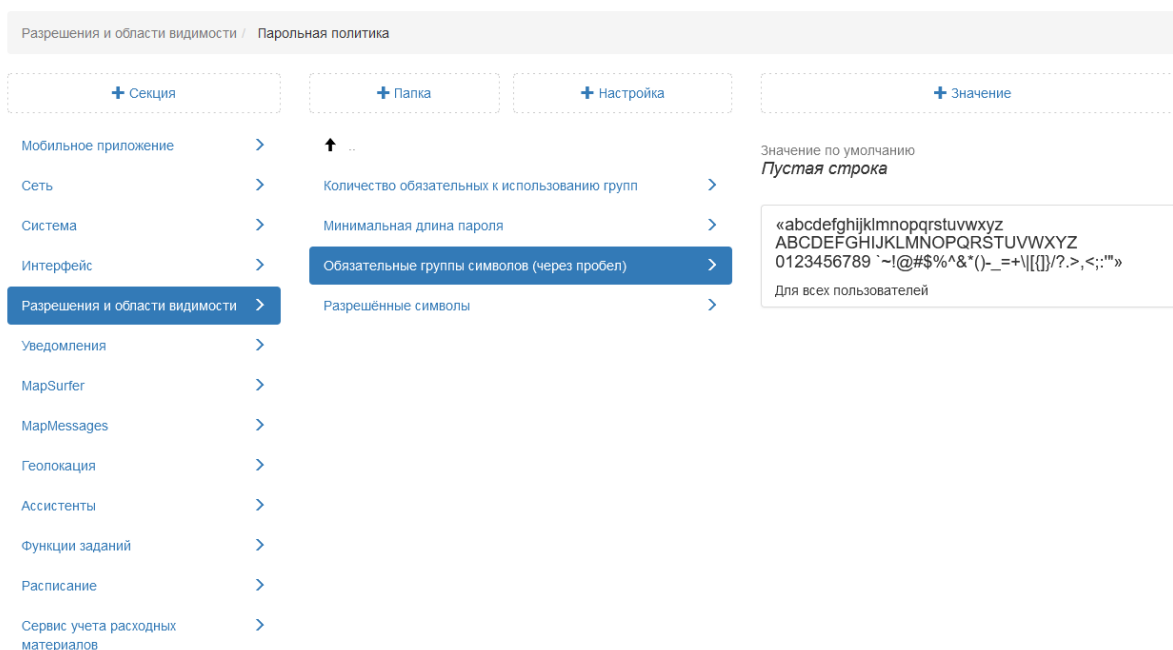 Разрешения и области видимости / Парольная политика
+ Секция
+ Папка
+ Настройка
+ Значение
Мобильное приложение
Сеть
Система
Интерфейс
Разрешения и области видимости
Уведомления
MapSurfer
MapMessages
Геолокация
Ассистенты
Функции заданий
Расписание
Сервис учета расходных
материалов
..
Количество обязательных к использованию групп
Минимальная длина пароля
Обязательные группы символов (через пробел)
Разрешённые символы
Значение по умолчанию
Пустая строка
«abcdefghijklmnopqrstuvwxyz
ABCDEFGHIJKLMNOPQRSTUVWXYZ
0123456789 `~!@#$%^&*()-_=+\|[{]}/?.>,<;:'"»
Для всех пользователей